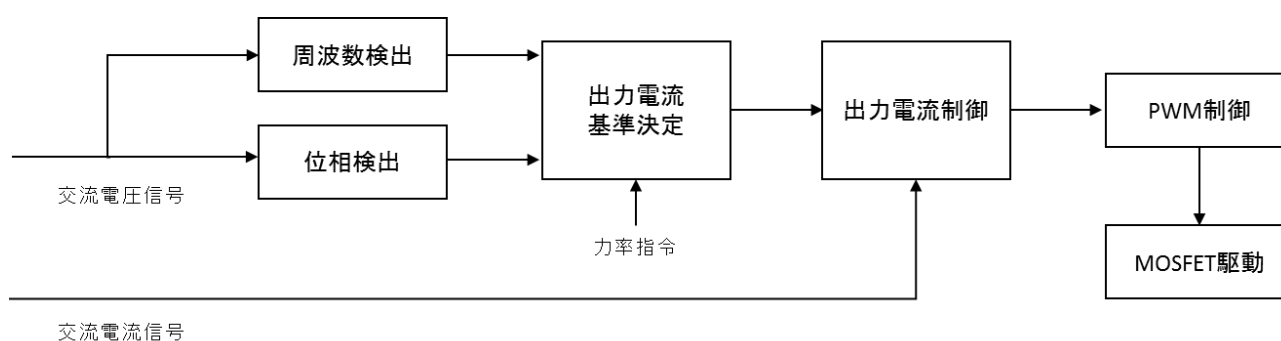 周波数検出
出力電流
基準決定
出力電流制御
PWM制御
位相検出
交流電圧信号
力率指令
MOSFET駆動
交流電流信号